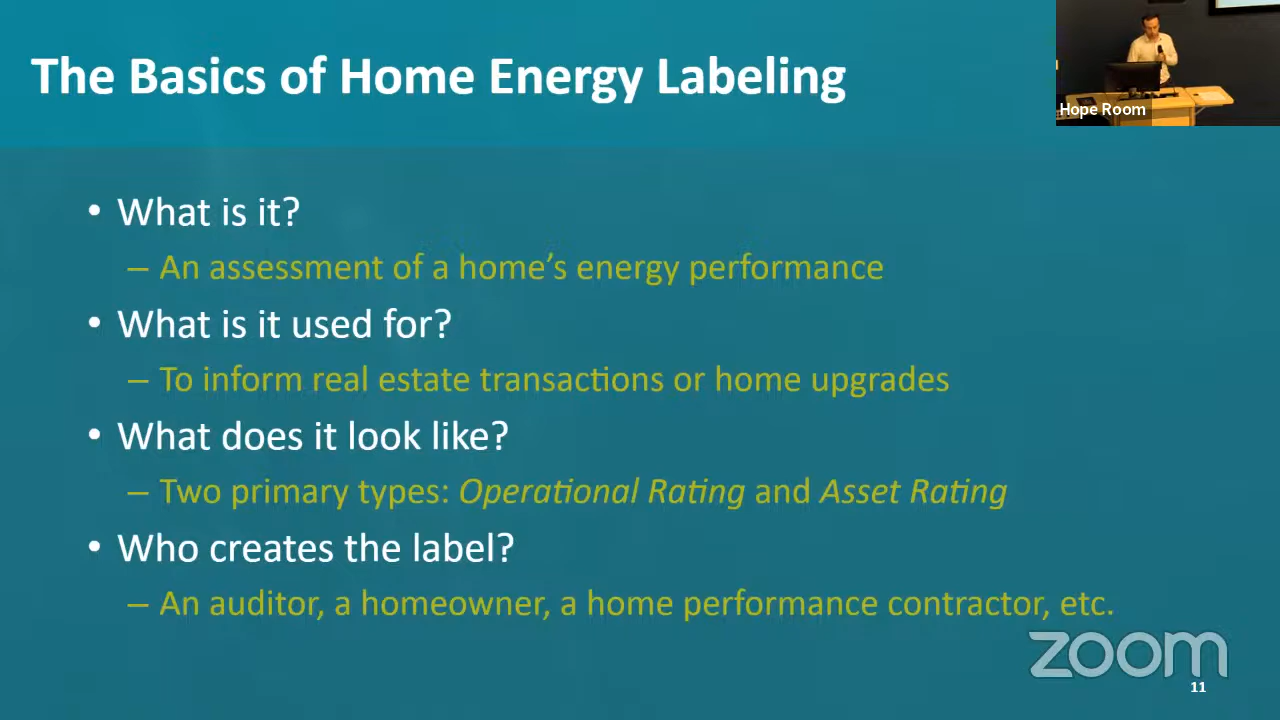 The Basics of Home Energy Labeling
Hope Room
• What is it?
– An assessment of a home’s energy performance
• What is it used for?
– To inform real estate transactions or home upgrades
• What does it look like?
– Two primary types: Operational Rating and Asset Rating
• Who creates the label?
– An auditor, a homeowner, a home performance contractor, etc.
zoom
11